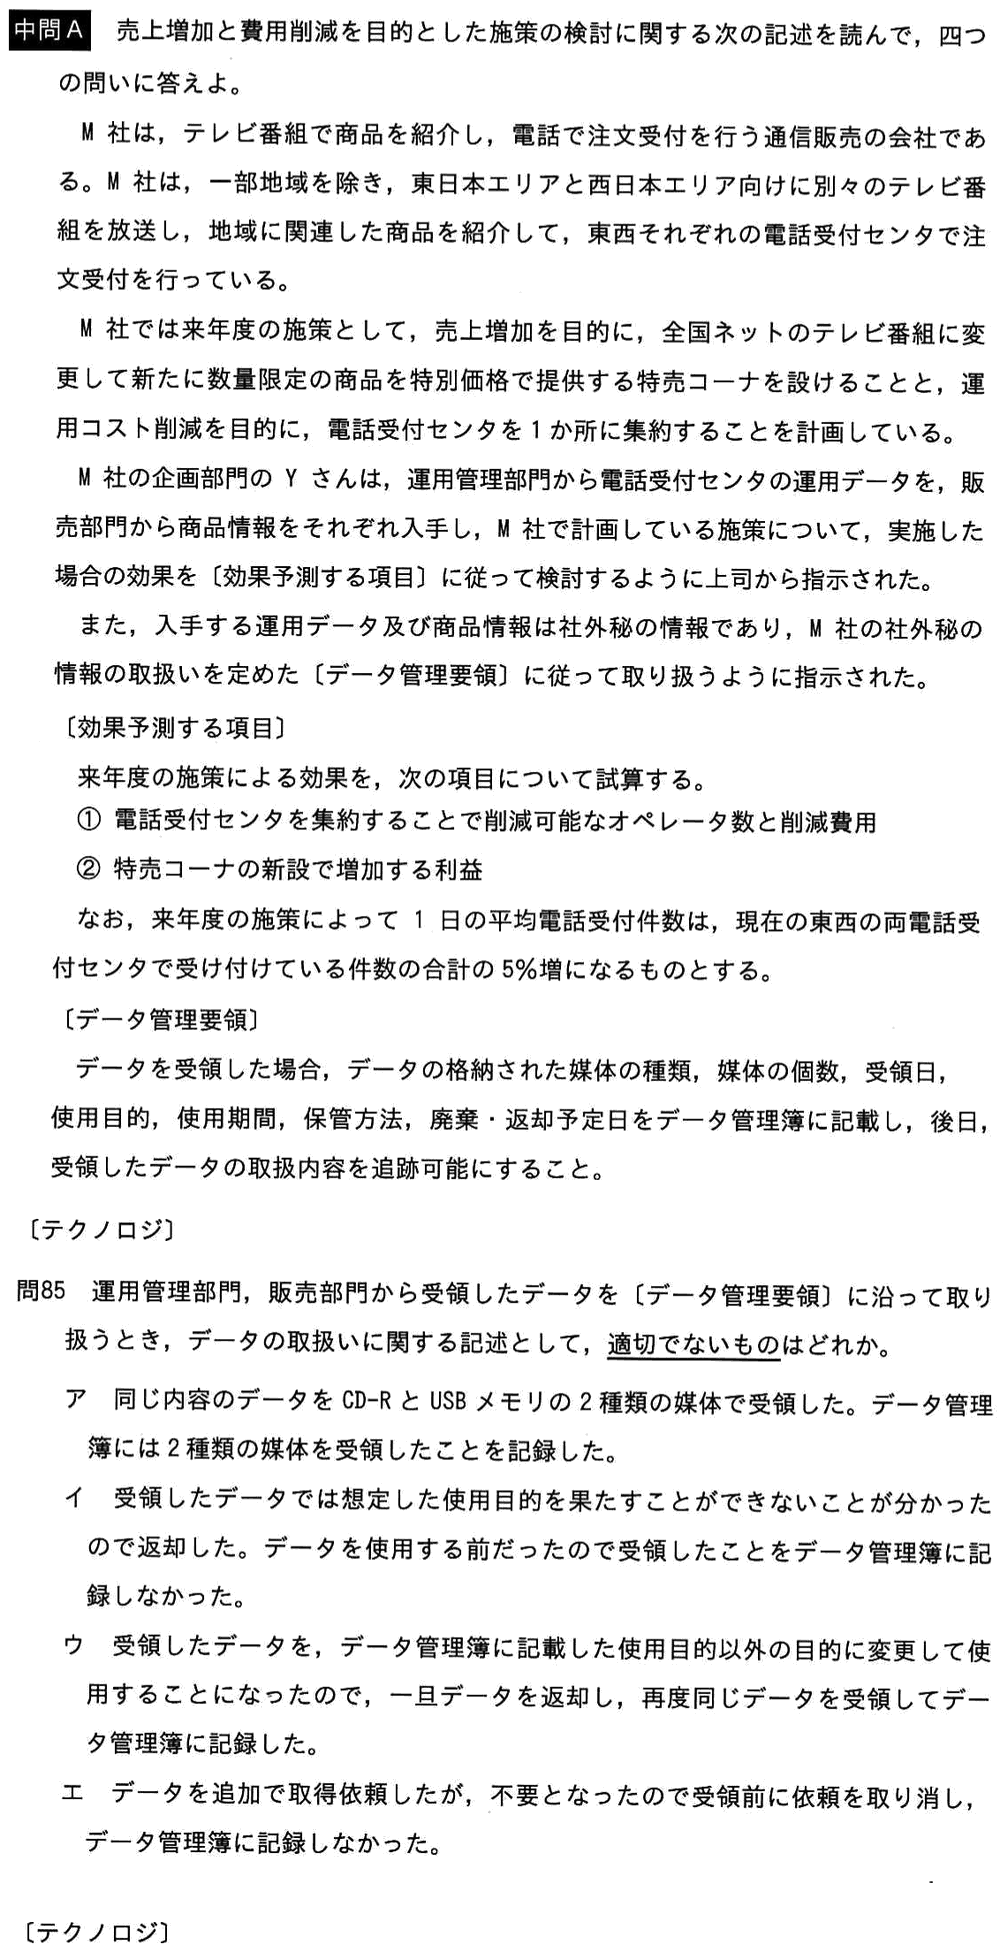 中問A 売上増加と費用削減を目的とした施策の検討に関する次の記述を読んで，四つ
の問いに答えよ。
M 社は，テレビ番組で商品を紹介し，電話で注文受付を行う通信販売の会社であ
る。M 社は，一部地域を除き，東日本エリアと西日本エリア向けに別々のテレビ番
組を放送し，地域に関連した商品を紹介して，東西それぞれの電話受付センタで注
文受付を行っている。
M 社では来年度の施策として，売上増加を目的に，全国ネットのテレビ番組に変
更して新たに数量限定の商品を特別価格で提供する特売コーナを設けることと，運
用コスト削減を目的に，電話受付センタを1か所に集約することを計画している。
M 社の企画部門の Y さんは，運用管理部門から電話受付センタの運用データを，販
売部門から商品情報をそれぞれ入手し，M 社で計画している施策について，実施した
場合の効果を〔効果予測する項目〕に従って検討するように上司から指示された。
また，入手する運用データ及び商品情報は社外秘の情報であり，M 社の社外秘の
情報の取扱いを定めた〔データ管理要領〕に従って取り扱うように指示された。
〔効果予測する項目〕
来年度の施策による効果を，次の項目について試算する。
① 電話受付センタを集約することで削減可能なオペレータ数と削減費用
② 特売コーナの新設で増加する利益
なお，来年度の施策によって 1 日の平均電話受付件数は，現在の東西の両電話受
付センタで受け付けている件数の合計の 5％増になるものとする。
〔データ管理要領〕
データを受領した場合，データの格納された媒体の種類，媒体の個数，受領日，
使用目的，使用期間，保管方法，廃棄・返却予定日をデータ管理簿に記載し，後日，
受領したデータの取扱内容を追跡可能にすること。
〔テクノロジ〕
問85 運用管理部門，販売部門から受領したデータを〔データ管理要領〕に沿って取り
扱うとき，データの取扱いに関する記述として，適切でないものはどれか。
ア 同じ内容のデータを CD-R と USB メモリの2種類の媒体で受領した。データ管理
簿には2種類の媒体を受領したことを記録した。
イ 受領したデータでは想定した使用目的を果たすことができないことが分かった
ので返却した。データを使用する前だったので受領したことをデータ管理簿に記
録しなかった。
ウ 受領したデータを，データ管理簿に記載した使用目的以外の目的に変更して使
用することになったので，一旦データを返却し，再度同じデータを受領してデー
タ管理簿に記録した。
エ データを追加で取得依頼したが，不要となったので受領前に依頼を取り消し，
データ管理簿に記録しなかった。
〔テクノロジ〕